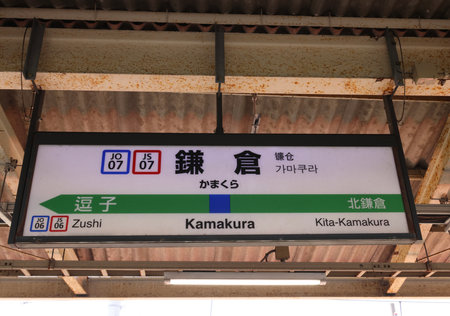 JO 07 JS 07 鎌倉 镰仓
かまくら 가마쿠라
逗子 北鎌倉
JO 06 JS 06 Zushi Kamakura Kita-Kamakura